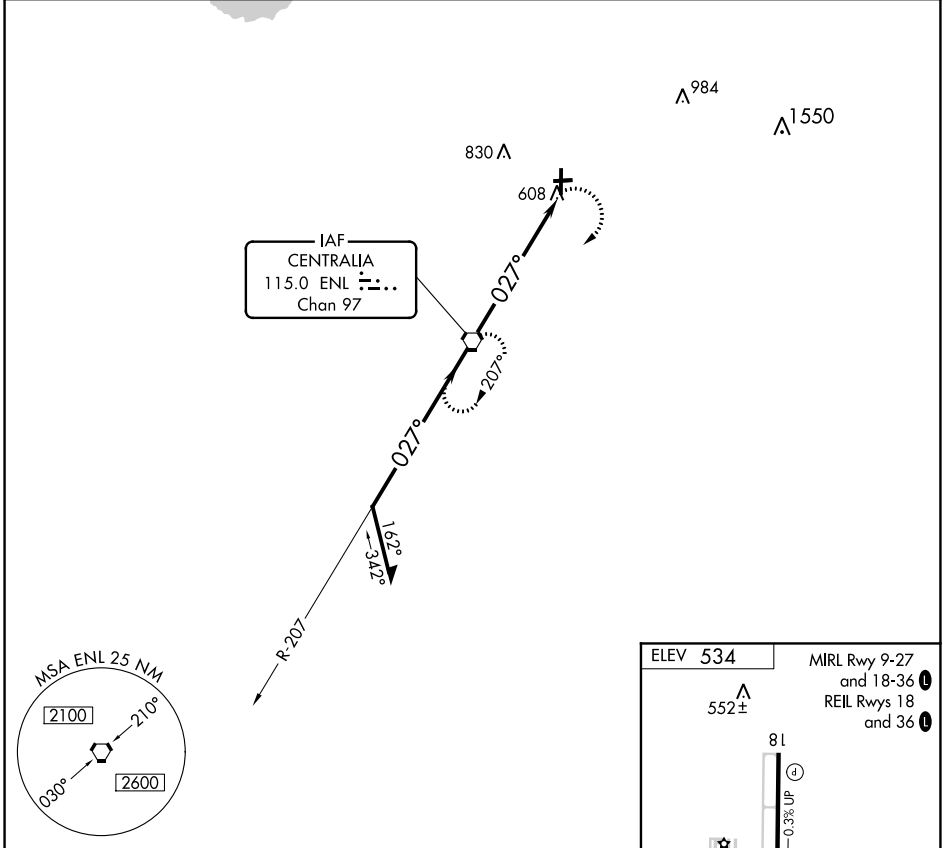 984
1550
830
608
IAF
CENTRALIA
115.0 ENL
Chan 97
027°
207°
027°
162°
342°
R-207
MSA ENL 25 NM
2100
210°
030°
2600
ELEV 534
MIRL Rwy 9-27
and 18-36 L
REIL Rwys 18
and 36 L
552±
18
P
0.3% UP